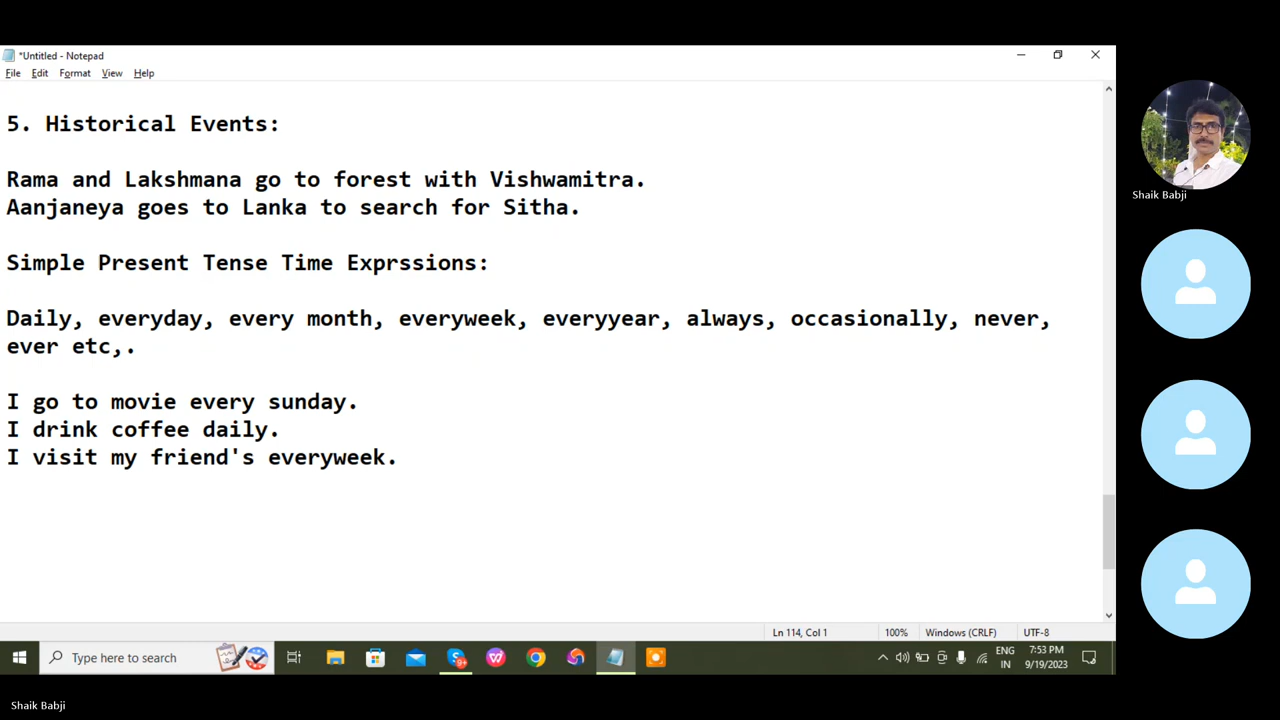 *Untitled - Notepad
File Edit Format View Help
5. Historical Events:
Rama and Lakshmana go to forest with Vishwamitra.
Aanjaneya goes to Lanka to search for Sitha.
Simple Present Tense Time Exprssions:
Daily, everyday, every month, everyweek, everyyear, always, occasionally, never,
ever etc,.
I go to movie every sunday.
I drink coffee daily.
I visit my friend's everyweek.
Shaik Babji
Ln 114, Col 1 100% Windows (CRLF) UTF-8
Type here to search
ENG
IN
7:53 PM
9/19/2023
Shaik Babji